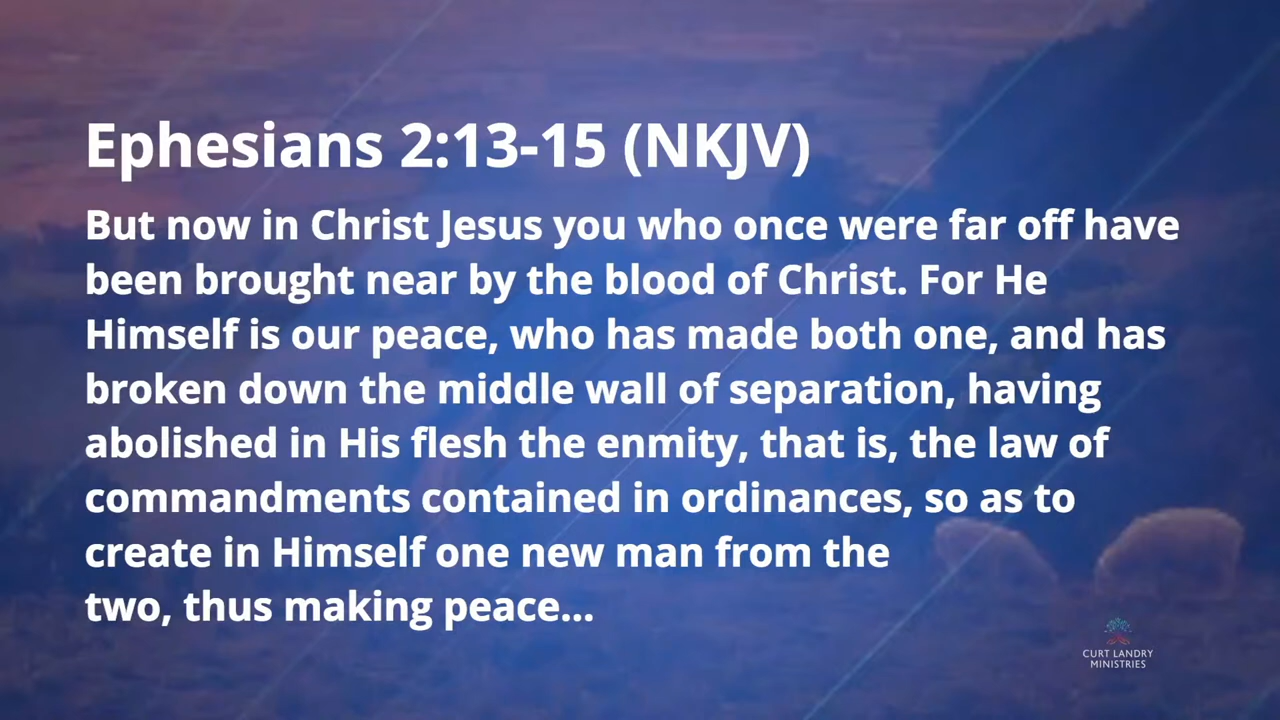 Ephesians 2:13-15 (NKJV)
But now in Christ Jesus you who once were far off have
been brought near by the blood of Christ. For He
Himself is our peace, who has made both one, and has
broken down the middle wall of separation, having
abolished in His flesh the enmity, that is, the law of
commandments contained in ordinances, so as to
create in Himself one new man from the
two, thus making peace...
CURT LANDRY
MINISTRIES